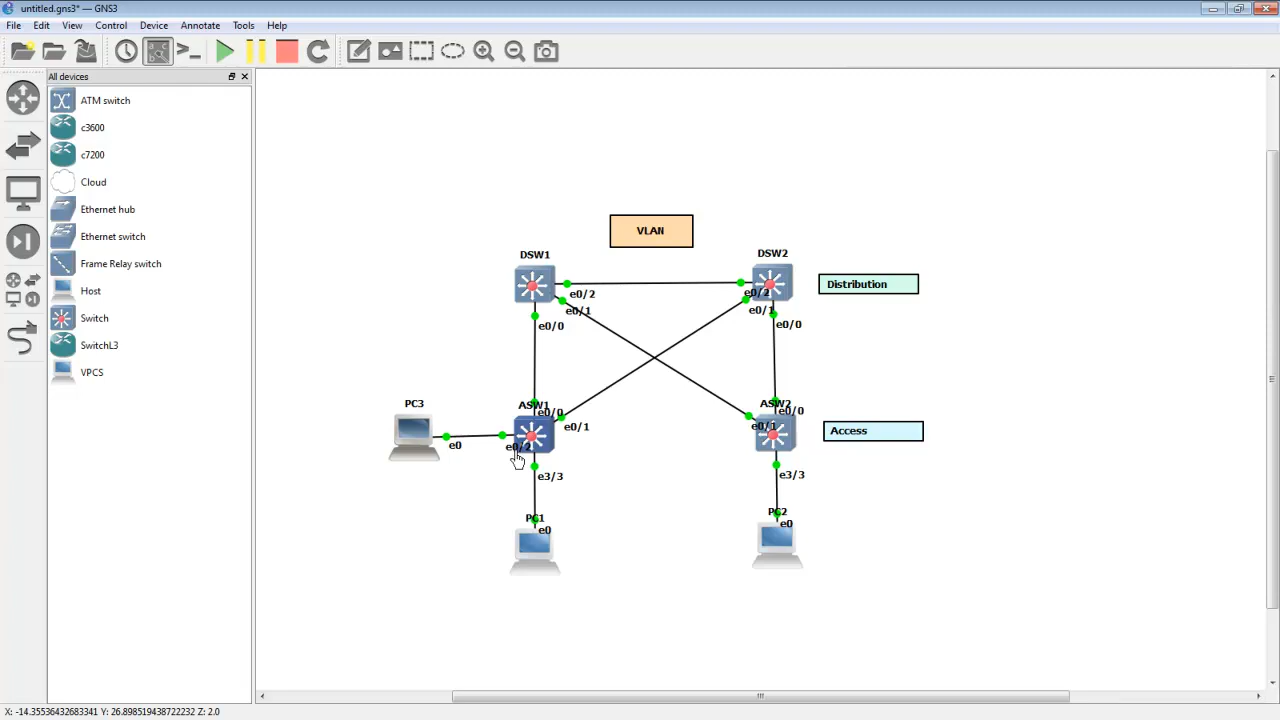 untitled.gns3* — GNS3
File Edit View Control Device Annotate Tools Help
All devices
ATM switch
c3600
c7200
Cloud
Ethernet hub
Ethernet switch
Frame Relay switch
Host
Switch
SwitchL3
VPCS
VLAN
DSW1
DSW2
Distribution
e0/2
e0/2
e0/1
e0/1
e0/0
e0/0
PC3
ASW1
ASW2
e0/0
e0/0
e0/1
e0/1
Access
e0
e0/2
e3/3
e3/3
PC1
e0
PC2
e0
X: -14.35536432683341 Y: 26.898519438722232 Z: 2.0